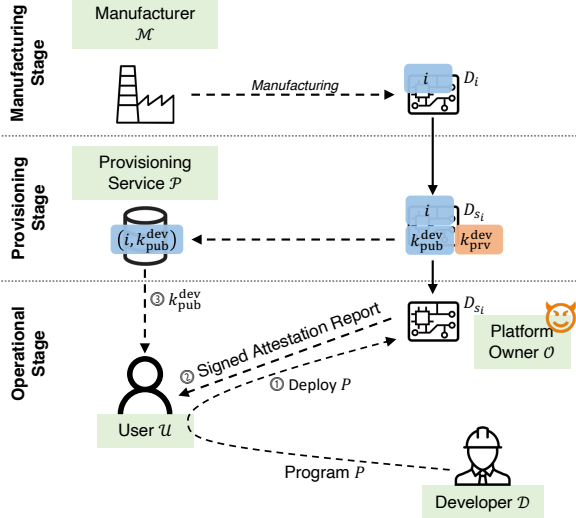 Manufacturing
Stage
Manufacturer
ℳ
Manufacturing
i
D_i
Provisioning
Stage
Provisioning
Service 𝒫
(i, k_pub^dev)
i
D_{s_i}
k_pub^dev
k_prv^dev
Operational
Stage
③ k_pub^dev
② Signed Attestation Report
① Deploy P
D_{s_i}
Platform
Owner 𝒪
User 𝒰
Program P
Developer 𝒟